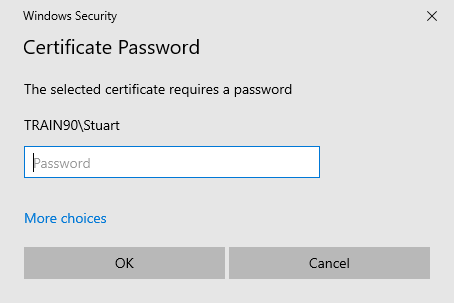 Windows Security
Certificate Password
The selected certificate requires a password
TRAIN90\Stuart
Password
More choices
OK
Cancel